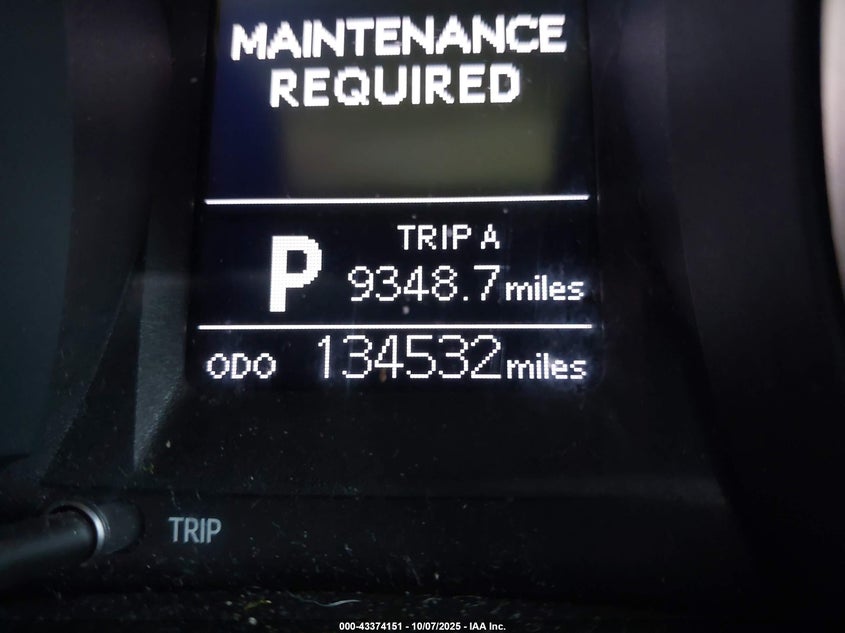 MAINTENANCE
REQUIRED
TRIP A
P 9348.7 miles
ODO 134532 miles
TRIP
000-43374151 - 10/07/2025 - IAA Inc.